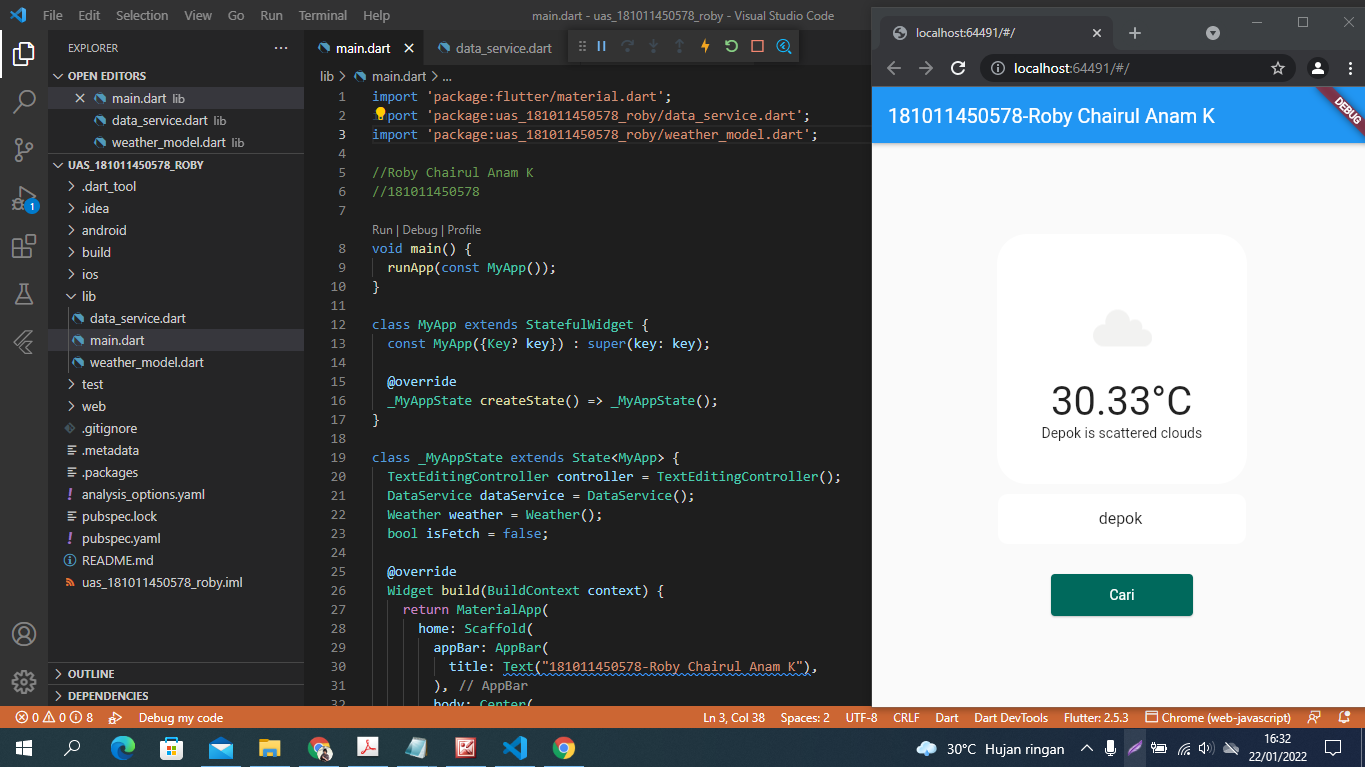 File Edit Selection View Go Run Terminal Help
main.dart - uas_181011450578_roby - Visual Studio Code
EXPLORER
OPEN EDITORS
main.dart lib
data_service.dart lib
weather_model.dart lib
UAS_181011450578_ROBY
.dart_tool
.idea
android
build
ios
lib
data_service.dart
main.dart
weather_model.dart
test
web
.gitignore
.metadata
.packages
analysis_options.yaml
pubspec.lock
pubspec.yaml
README.md
uas_181011450578_roby.iml
OUTLINE
DEPENDENCIES
1
main.dart
data_service.dart
lib > main.dart > ...
1 import 'package:flutter/material.dart';
2 port 'package:uas_181011450578_roby/data_service.dart';
3 import 'package:uas_181011450578_roby/weather_model.dart';
4
5 //Roby Chairul Anam K
6 //181011450578
7
Run | Debug | Profile
8 void main() {
9 runApp(const MyApp());
10 }
11
12 class MyApp extends StatefulWidget {
13 const MyApp({Key? key}) : super(key: key);
14
15 @override
16 _MyAppState createState() => _MyAppState();
17 }
18
19 class _MyAppState extends State<MyApp> {
20 TextEditingController controller = TextEditingController();
21 DataService dataService = DataService();
22 Weather weather = Weather();
23 bool isFetch = false;
24
25 @override
26 Widget build(BuildContext context) {
27 return MaterialApp(
28 home: Scaffold(
29 appBar: AppBar(
30 title: Text("181011450578-Roby Chairul Anam K"),
31 ), // AppBar
32 body: Center(
localhost:64491/#/
localhost:64491/#/
181011450578-Roby Chairul Anam K
DEBUG
30.33°C
Depok is scattered clouds
depok
Cari
0 0 8 Debug my code
Ln 3, Col 38 Spaces: 2 UTF-8 CRLF Dart Dart DevTools Flutter: 2.5.3 Chrome (web-javascript)
30°C Hujan ringan
16:32
22/01/2022